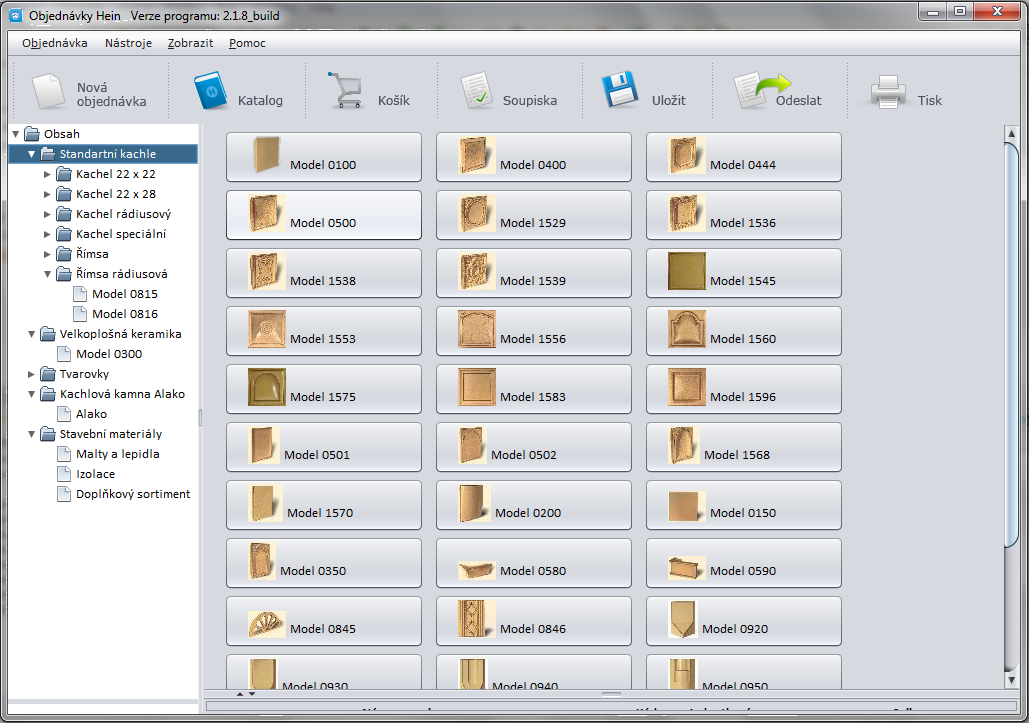 Objednávky Hein _ Verze programu: 2.1.8_build
Objednávka Nástroje Zobrazit Pomoc
Nová
objednávka
Katalog
Košík
Soupiska
Uložit
Odeslat
Tisk
Obsah
Standartní kachle
Kachel 22 x 22
Kachel 22 x 28
Kachel rádiusový
Kachel speciální
Římsa
Římsa rádiusová
Model 0815
Model 0816
Velkoplošná keramika
Model 0300
Tvarovky
Kachlová kamna Alako
Alako
Stavební materiály
Malty a lepidla
Izolace
Doplňkový sortiment
Model 0100 Model 0400 Model 0444
Model 0500 Model 1529 Model 1536
Model 1538 Model 1539 Model 1545
Model 1553 Model 1556 Model 1560
Model 1575 Model 1583 Model 1596
Model 0501 Model 0502 Model 1568
Model 1570 Model 0200 Model 0150
Model 0350 Model 0580 Model 0590
Model 0845 Model 0846 Model 0920
Model 0930 Model 0940 Model 0950